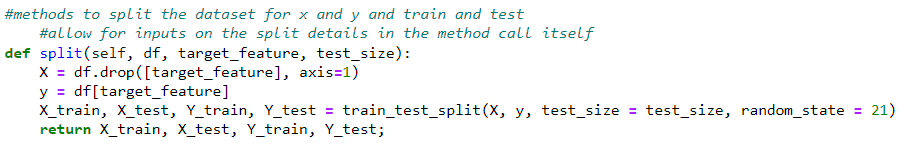 #methods to split the dataset for x and y and train and test
    #allow for inputs on the split details in the method call itself
def split(self, df, target_feature, test_size):
    X = df.drop([target_feature], axis=1)
    y = df[target_feature]
    X_train, X_test, Y_train, Y_test = train_test_split(X, y, test_size = test_size, random_state = 21)
    return X_train, X_test, Y_train, Y_test;